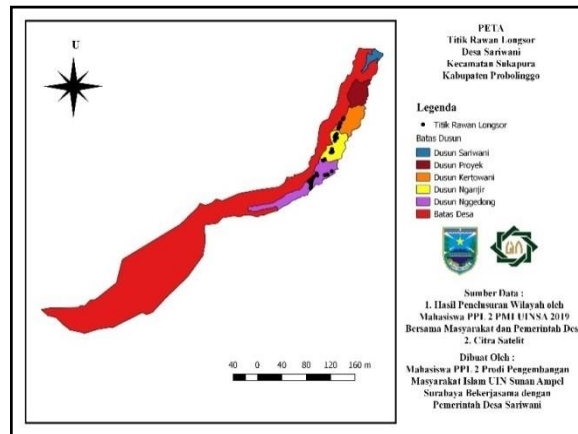 PETA
Titik Rawan Longsor
Desa Sariwani
Kecamatan Sukapura
Kabupaten Probolinggo
U
Legenda
Titik Rawan Longsor
Batas Dusun
Dusun Sariwani
Dusun Proyek
Dusun Kertowani
Dusun Nganjir
Dusun Nggedong
Batas Desa
Sumber Data :
1. Hasil Penelusuran Wilayah oleh
Mahasiswa PPL 2 PMI UINSA 2019
Bersama Masyarakat dan Pemerintah Des
2. Citra Satelit
Dibuat Oleh :
Mahasiswa PPL 2 Prodi Pengembangan
Masyarakat Islam UIN Sunan Ampel
Surabaya Bekerjasama dengan
Pemerintah Desa Sariwani
40 0 40 80 120 160 m